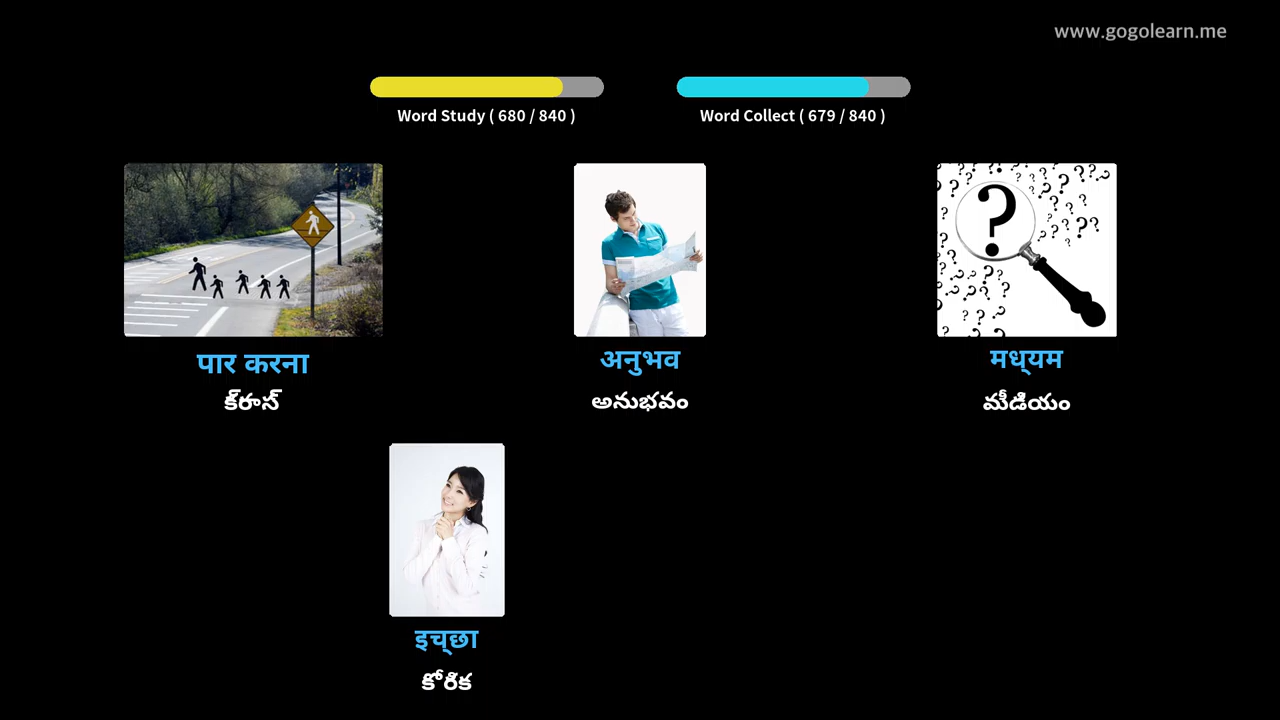 www.gogolearn.me
Word Study ( 680 / 840 )
Word Collect ( 679 / 840 )
पार करना
क्రాస్
अनुभव
అనుభవం
मध्‌यम
మీడియం
इच्‌छा
కోరిక